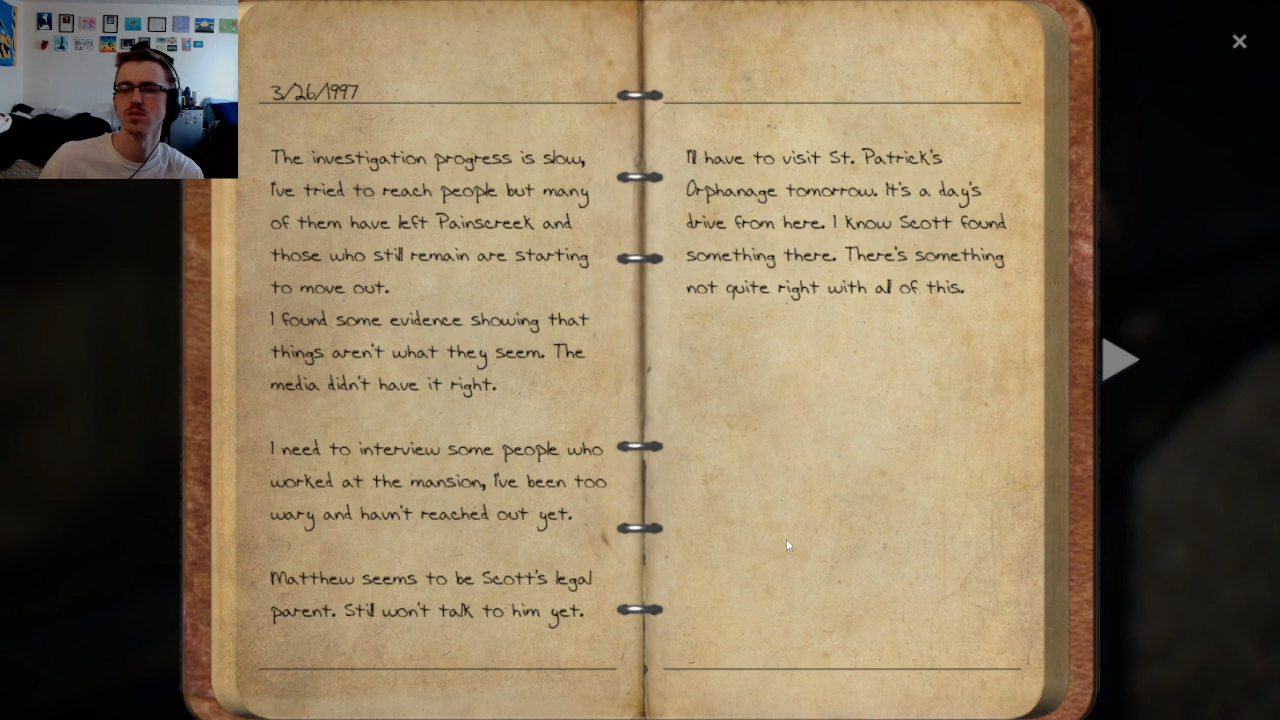 3/26/1997
The investigation progress is slow,
I've tried to reach people but many
of them have left Painscreek and
those who still remain are starting
to move out.
I found some evidence showing that
things aren't what they seem. The
media didn't have it right.
I need to interview some people who
worked at the mansion, I've been too
wary and havn't reached out yet.
Matthew seems to be Scott's legal
parent. Still won't talk to him yet.
I'll have to visit St. Patrick's
Orphanage tomorrow. It's a day's
drive from here. I know Scott found
something there. There's something
not quite right with all of this.